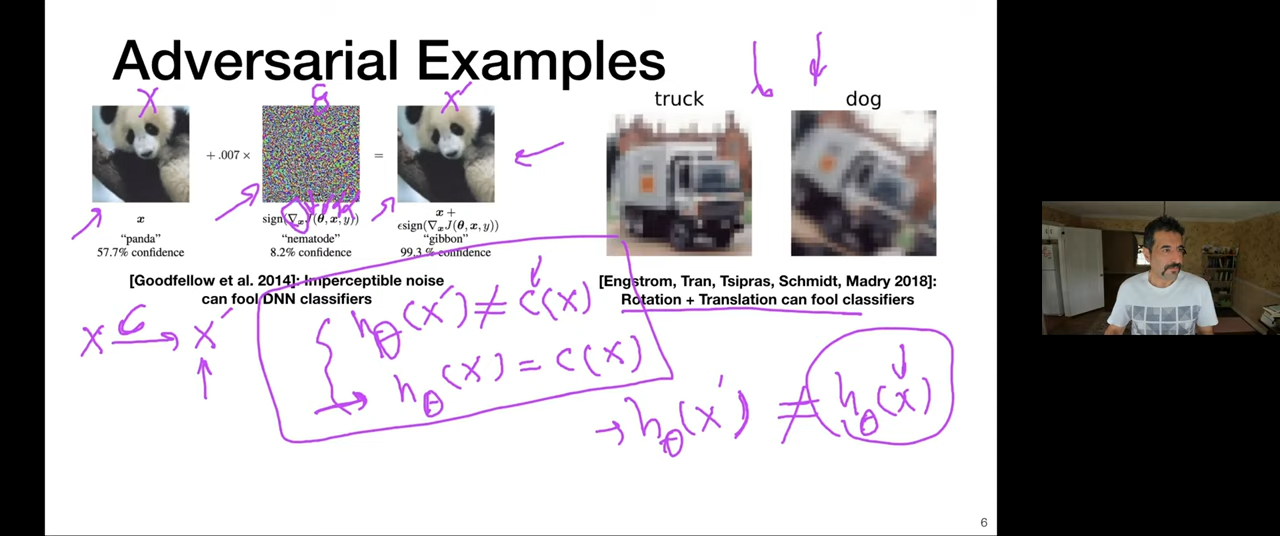 Adversarial Examples
X
δ
X'
truck
dog
+ .007 ×
=
x
sign(∇ₓJ(θ, x, y))
x +
ϵsign(∇ₓJ(θ, x, y))
"panda"
"nematode"
"gibbon"
57.7% confidence
8.2% confidence
99.3 % confidence
[Goodfellow et al. 2014]: Imperceptible noise
can fool DNN classifiers
[Engstrom, Tran, Tsipras, Schmidt, Madry 2018]:
Rotation + Translation can fool classifiers
hθ(X') ≠ C(X)
hθ(X) = C(X)
hθ(X') ≠ hθ(X)
6